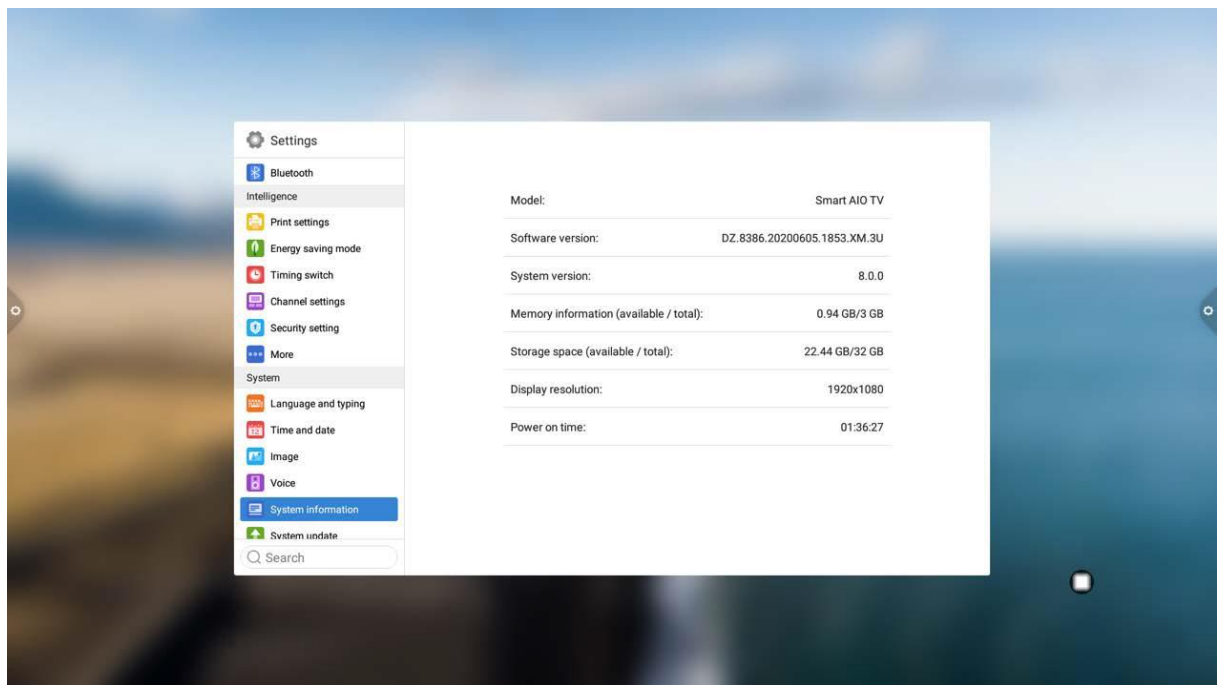 Settings
Bluetooth
Intelligence
Print settings
Energy saving mode
Timing switch
Channel settings
Security setting
More
System
Language and typing
12
Time and date
Image
Voice
System information
System update
Search
Model: Smart AIO TV
Software version: DZ.8386.20200605.1853.XM.3U
System version: 8.0.0
Memory information (available / total): 0.94 GB/3 GB
Storage space (available / total): 22.44 GB/32 GB
Display resolution: 1920x1080
Power on time: 01:36:27